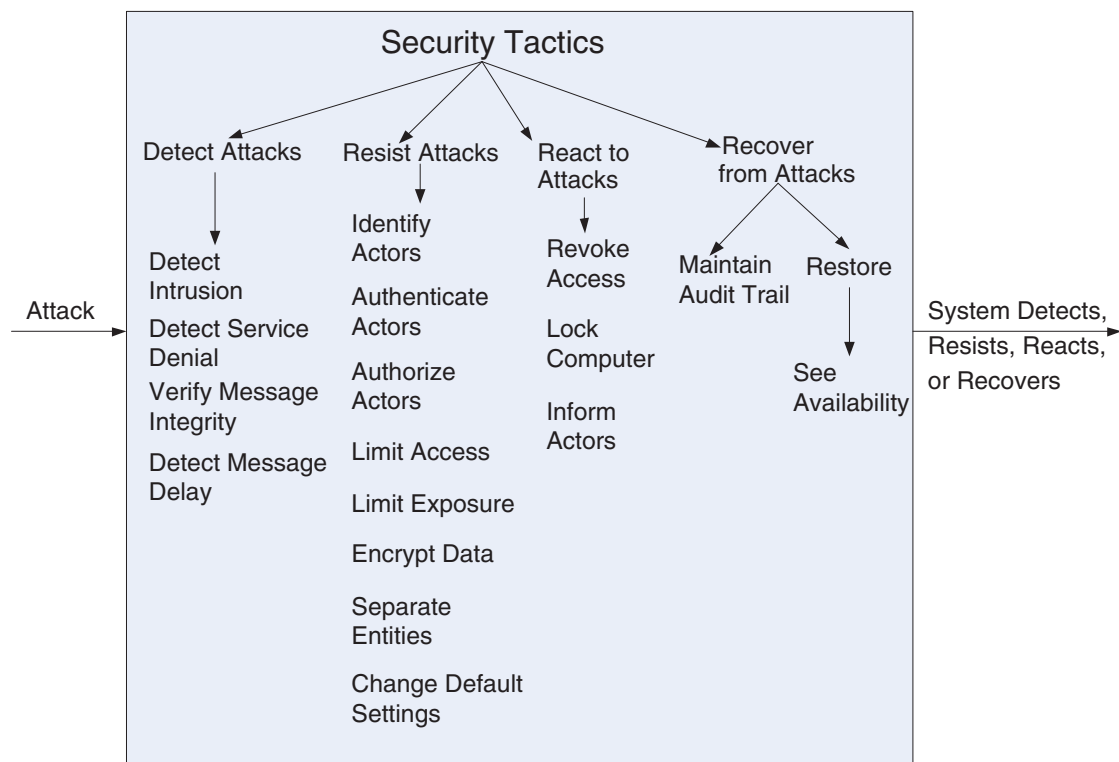 Security Tactics
Attack
Detect Attacks
Detect
Intrusion
Detect Service
Denial
Verify Message
Integrity
Detect Message
Delay
Resist Attacks
Identify
Actors
Authenticate
Actors
Authorize
Actors
Limit Access
Limit Exposure
Encrypt Data
Separate
Entities
Change Default
Settings
React to
Attacks
Revoke
Access
Lock
Computer
Inform
Actors
Recover
from Attacks
Maintain
Audit Trail
Restore
See
Availability
System Detects,
Resists, Reacts,
or Recovers